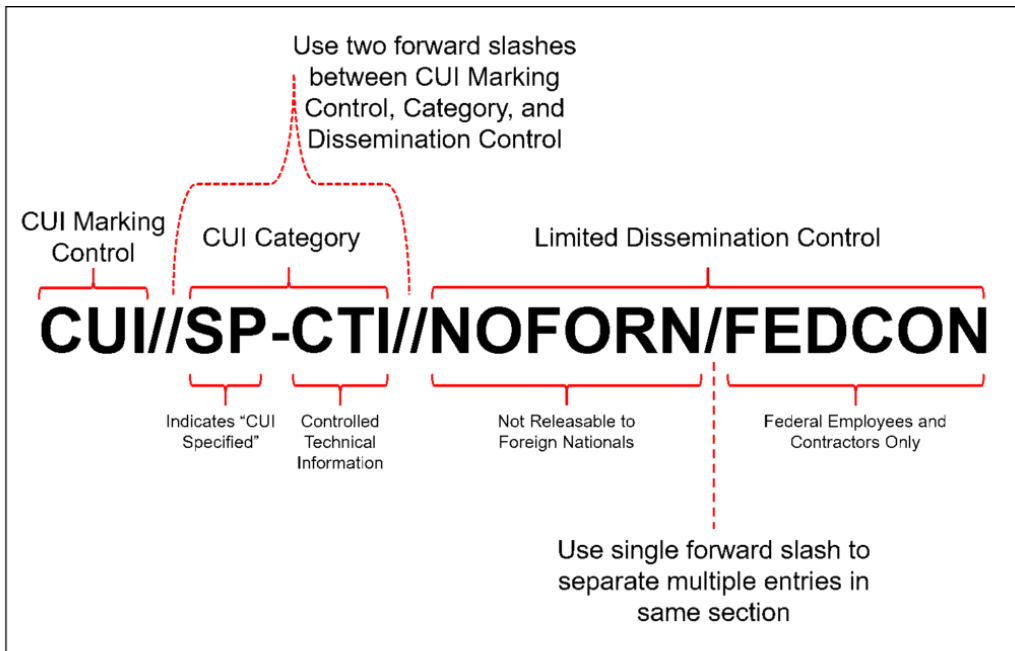 Use two forward slashes
between CUI Marking
Control, Category, and
Dissemination Control
CUI Marking
Control
CUI Category
Limited Dissemination Control
CUI//SP-CTI//NOFORN/FEDCON
Indicates “CUI
Specified”
Controlled
Technical
Information
Not Releasable to
Foreign Nationals
Federal Employees and
Contractors Only
Use single forward slash to
separate multiple entries in
same section